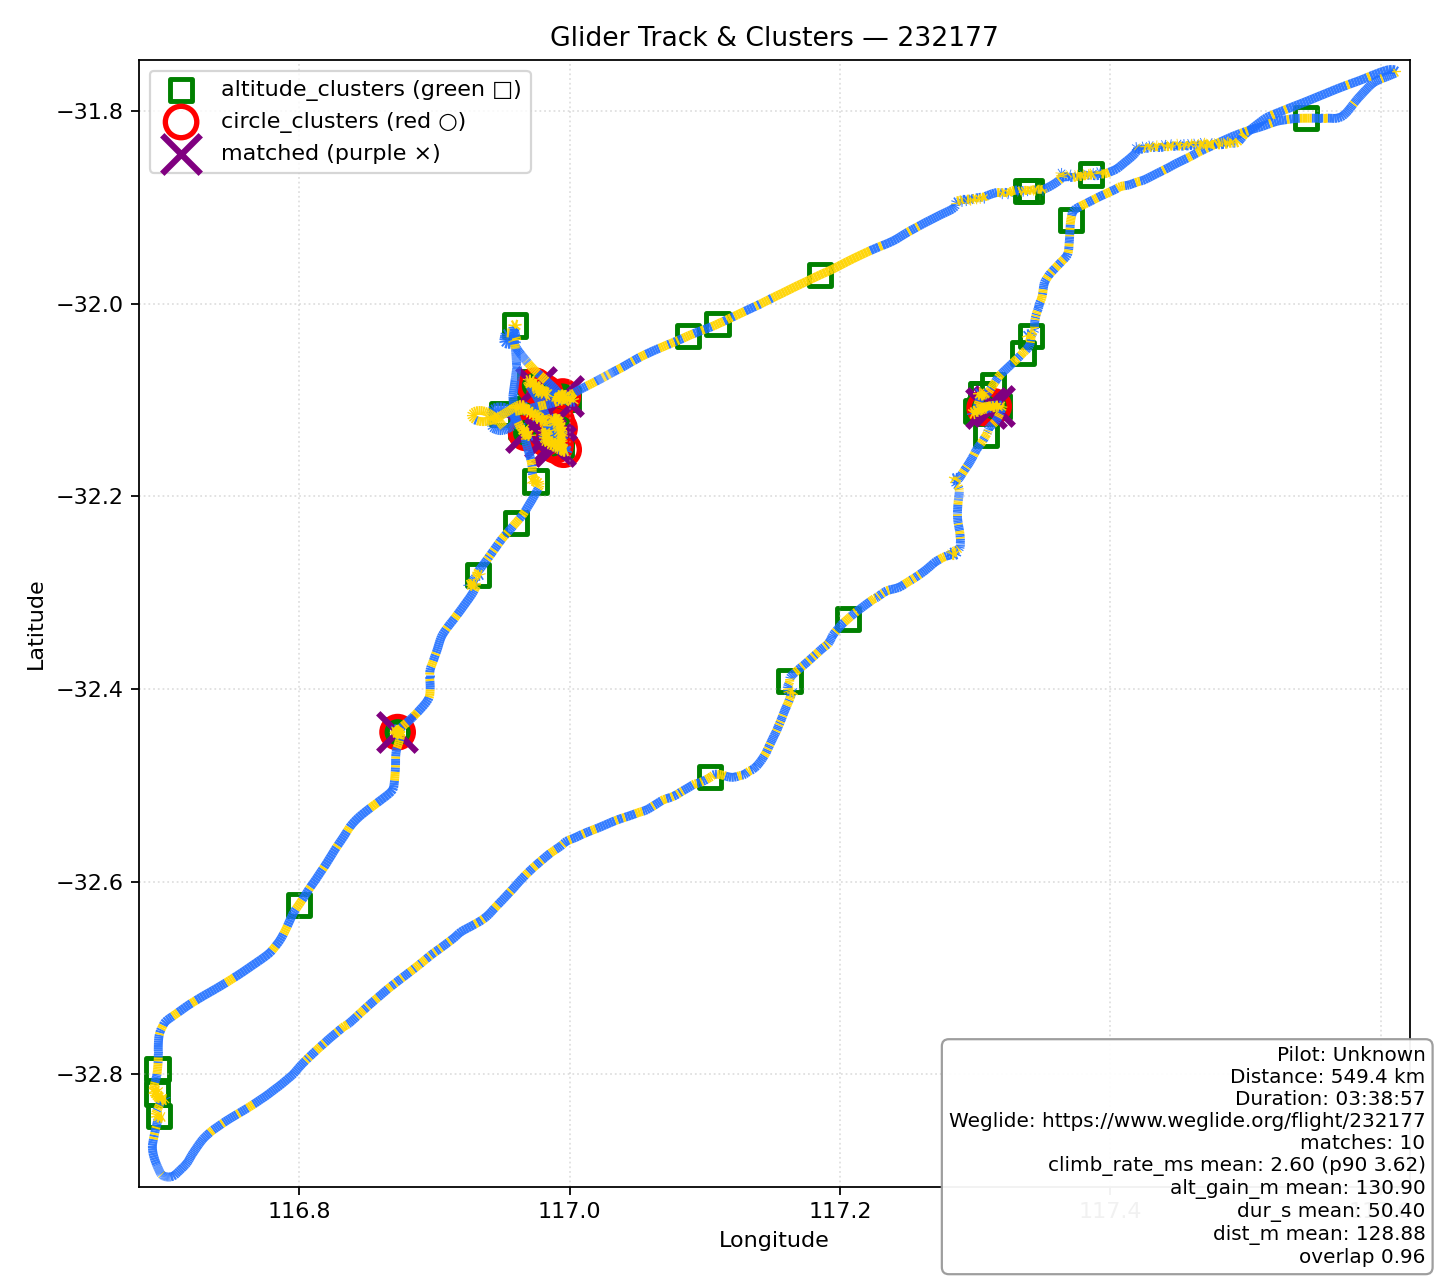 Glider Track & Clusters — 232177
altitude_clusters (green □)
circle_clusters (red ○)
matched (purple ×)
−31.8
−32.0
−32.2
−32.4
−32.6
−32.8
Latitude
116.8
117.0
117.2
117.4
Longitude
Pilot: Unknown
Distance: 549.4 km
Duration: 03:38:57
Weglide: https://www.weglide.org/flight/232177
matches: 10
climb_rate_ms mean: 2.60 (p90 3.62)
alt_gain_m mean: 130.90
dur_s mean: 50.40
dist_m mean: 128.88
overlap 0.96